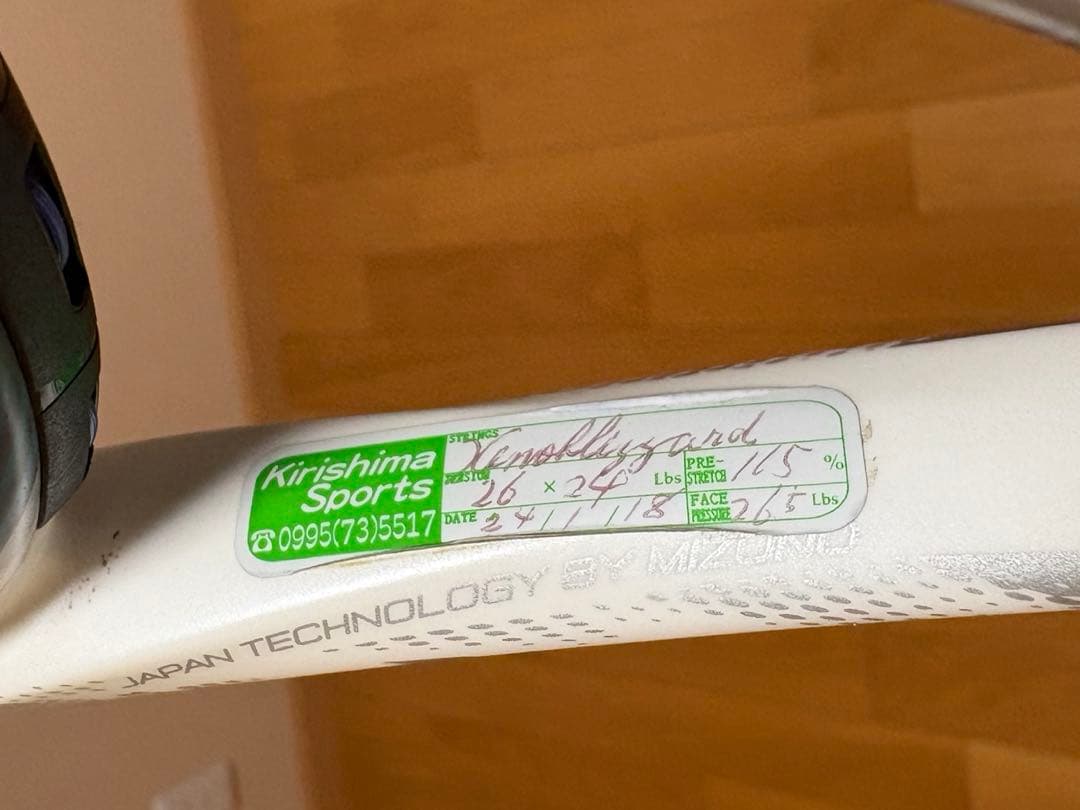 Kirishima Sports
☎0995(73)5517
STRINGS Xenoblizzard
TENSION 26 × 24 Lbs
PRE-STRETCH 115 %
DATE 24/1/18
FACE PRESSURE 265 Lbs
JAPAN TECHNOLOGY BY MIZUNO